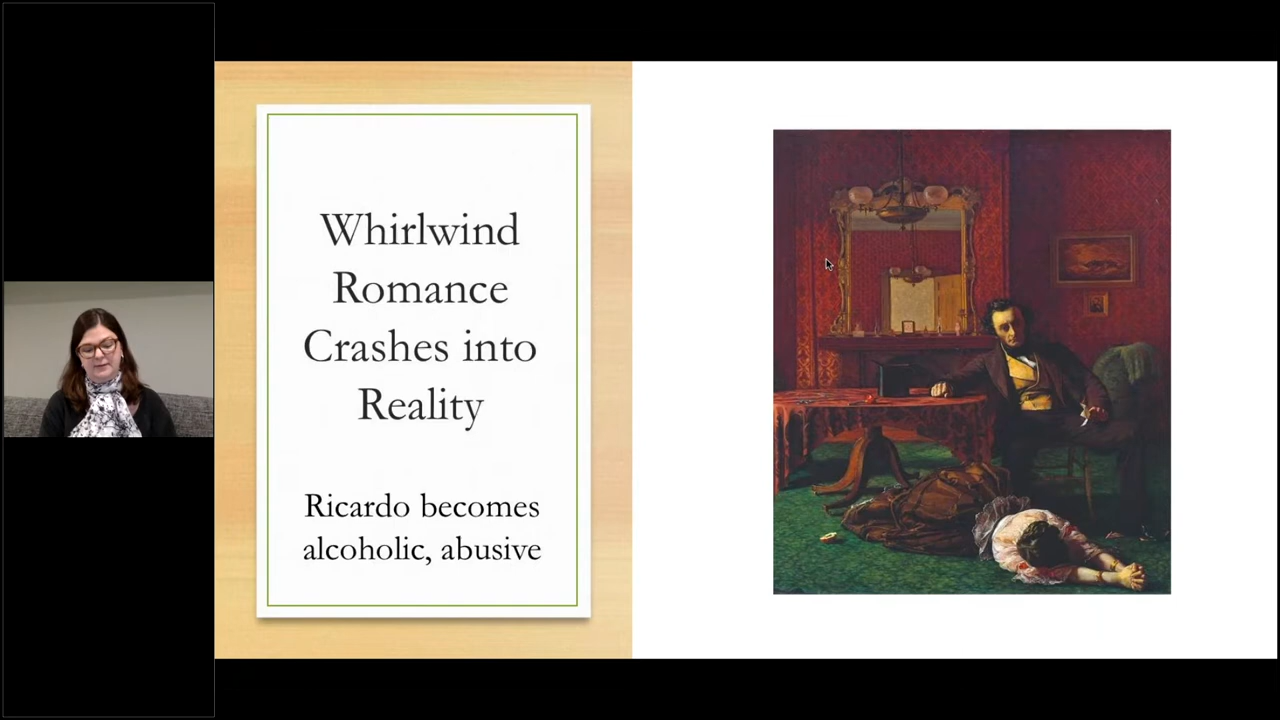 Whirlwind
Romance
Crashes into
Reality
Ricardo becomes
alcoholic, abusive